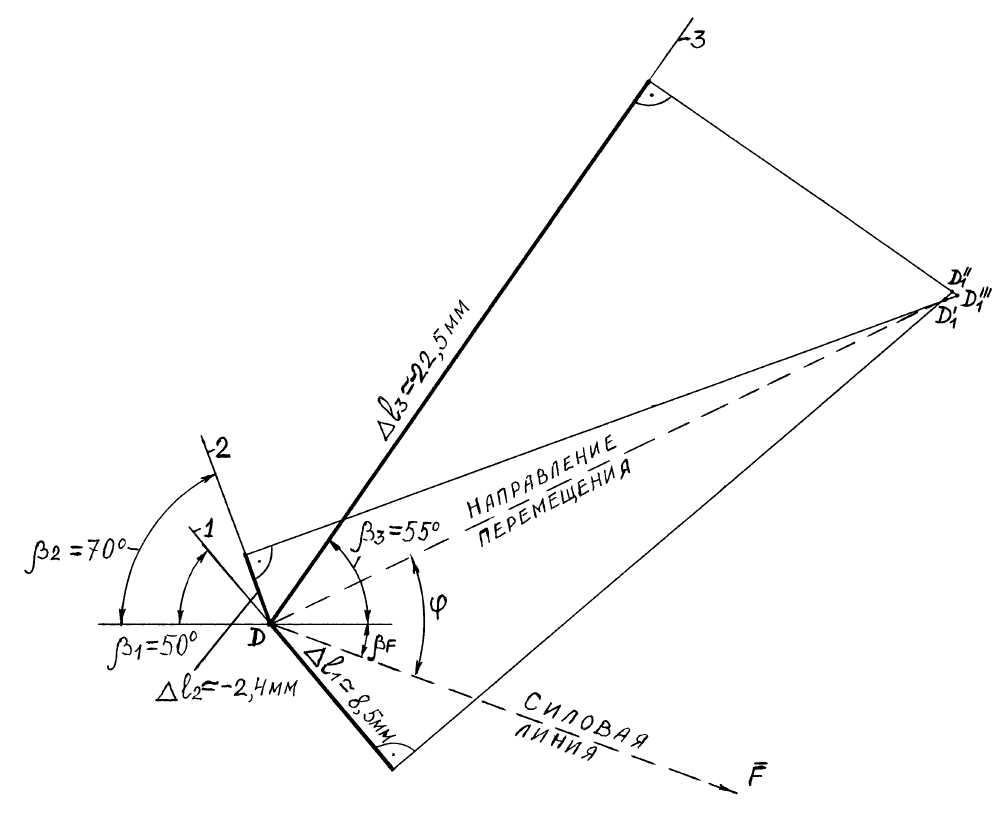 3
D₁″
D₁‴
D₁′
Δl₃≈-22,5мм
НАПРАВЛЕНИЕ
ПЕРЕМЕЩЕНИЯ
2
1
β₂=70°
β₃=55°
φ
β₁=50°
D
βF
Δl₂≈-2,4мм
Δl₁≈8,5мм
СИЛОВАЯ
ЛИНИЯ
F̅